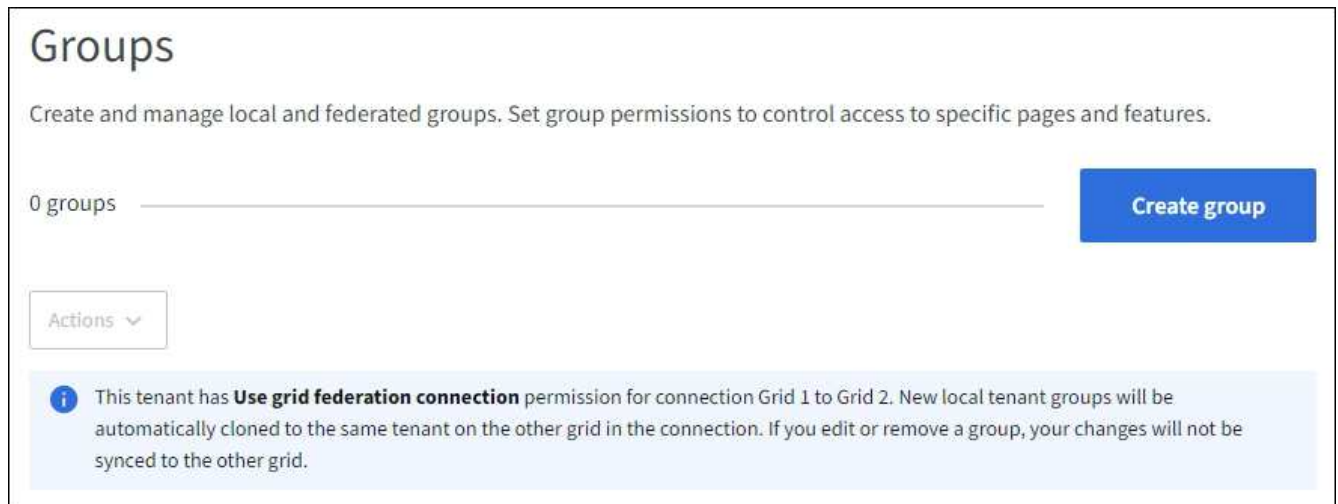 Groups
Create and manage local and federated groups. Set group permissions to control access to specific pages and features.
0 groups
Create group
Actions
This tenant has Use grid federation connection permission for connection Grid 1 to Grid 2. New local tenant groups will be
automatically cloned to the same tenant on the other grid in the connection. If you edit or remove a group, your changes will not be
synced to the other grid.